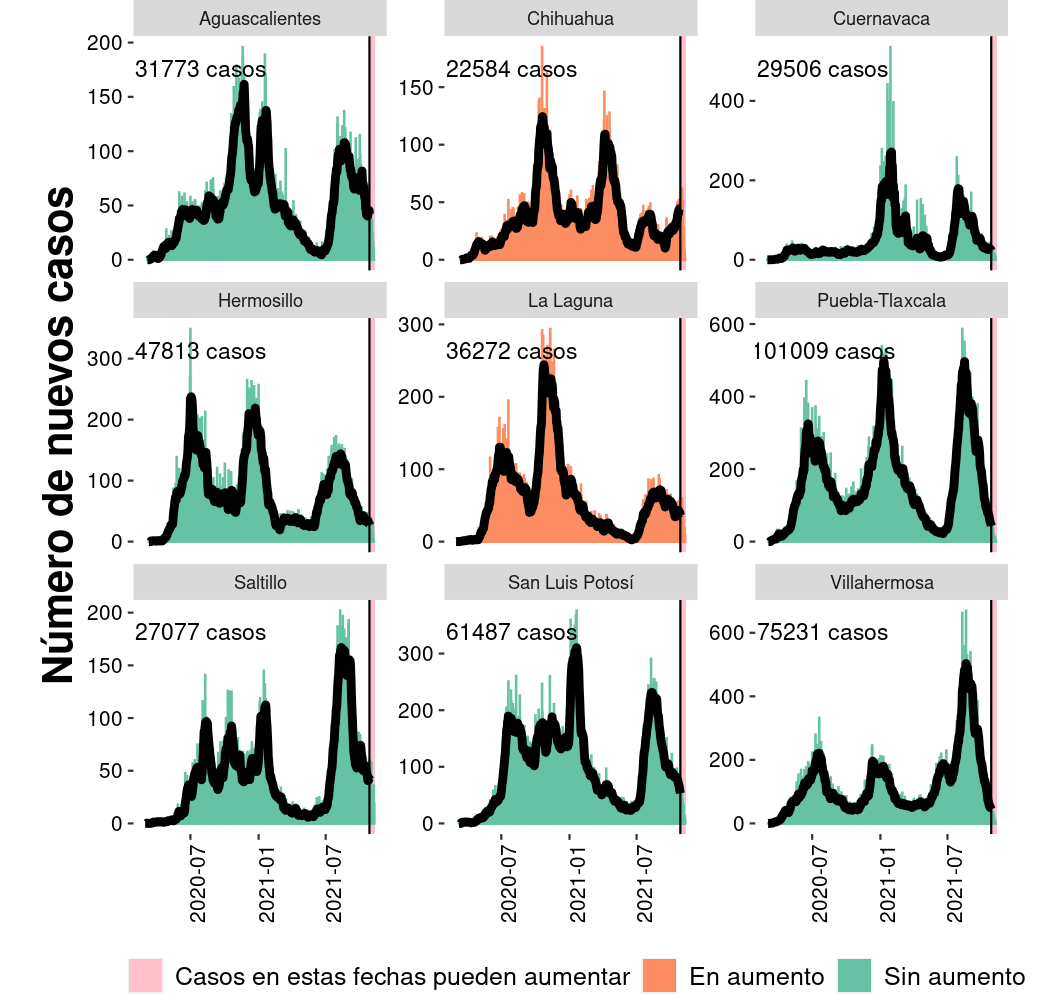 Número de nuevos casos
Aguascalientes
Chihuahua
Cuernavaca
31773 casos
22584 casos
29506 casos
200
150
100
50
0
150
100
50
0
400
200
0
Hermosillo
La Laguna
Puebla-Tlaxcala
47813 casos
36272 casos
101009 casos
300
200
100
0
300
200
100
0
600
400
200
0
Saltillo
San Luis Potosí
Villahermosa
27077 casos
61487 casos
75231 casos
200
150
100
50
0
300
200
100
0
600
400
200
0
2020-07
2021-01
2021-07
2020-07
2021-01
2021-07
2020-07
2021-01
2021-07
Casos en estas fechas pueden aumentar
En aumento
Sin aumento